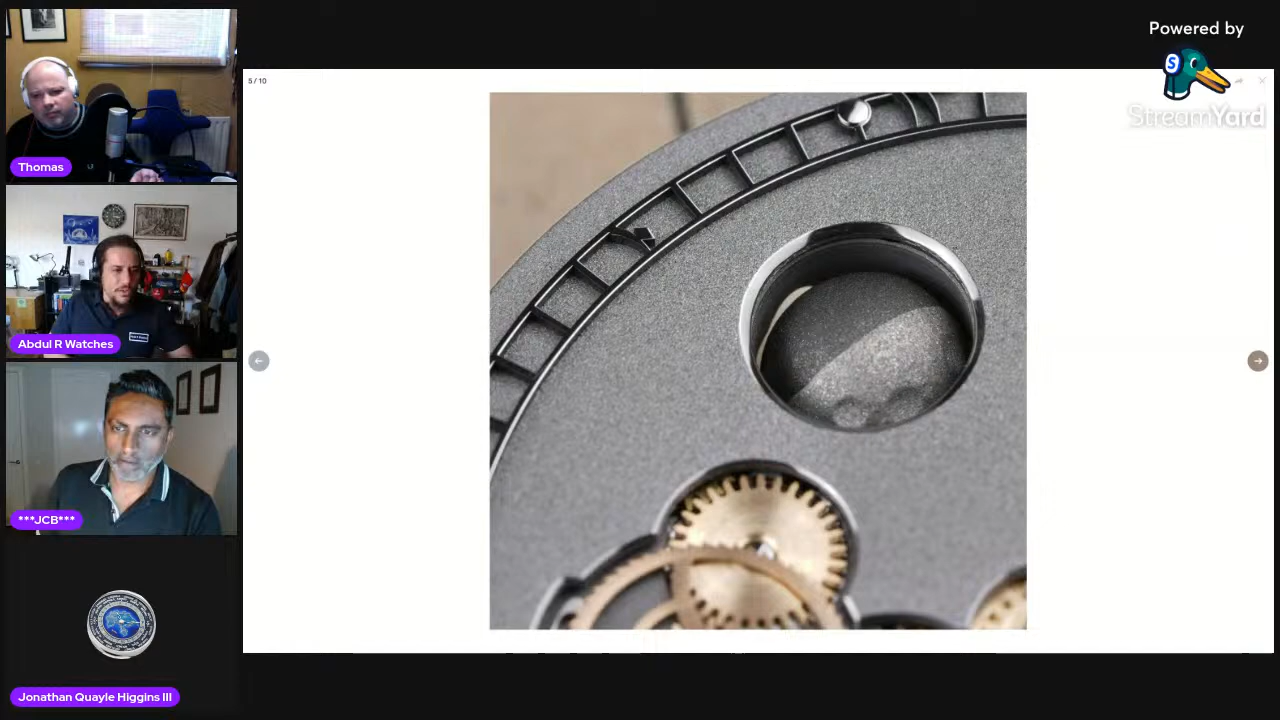 Powered by
StreamYard
5 / 10
Thomas
Abdul R Watches
***JCB***
Jonathan Quayle Higgins III